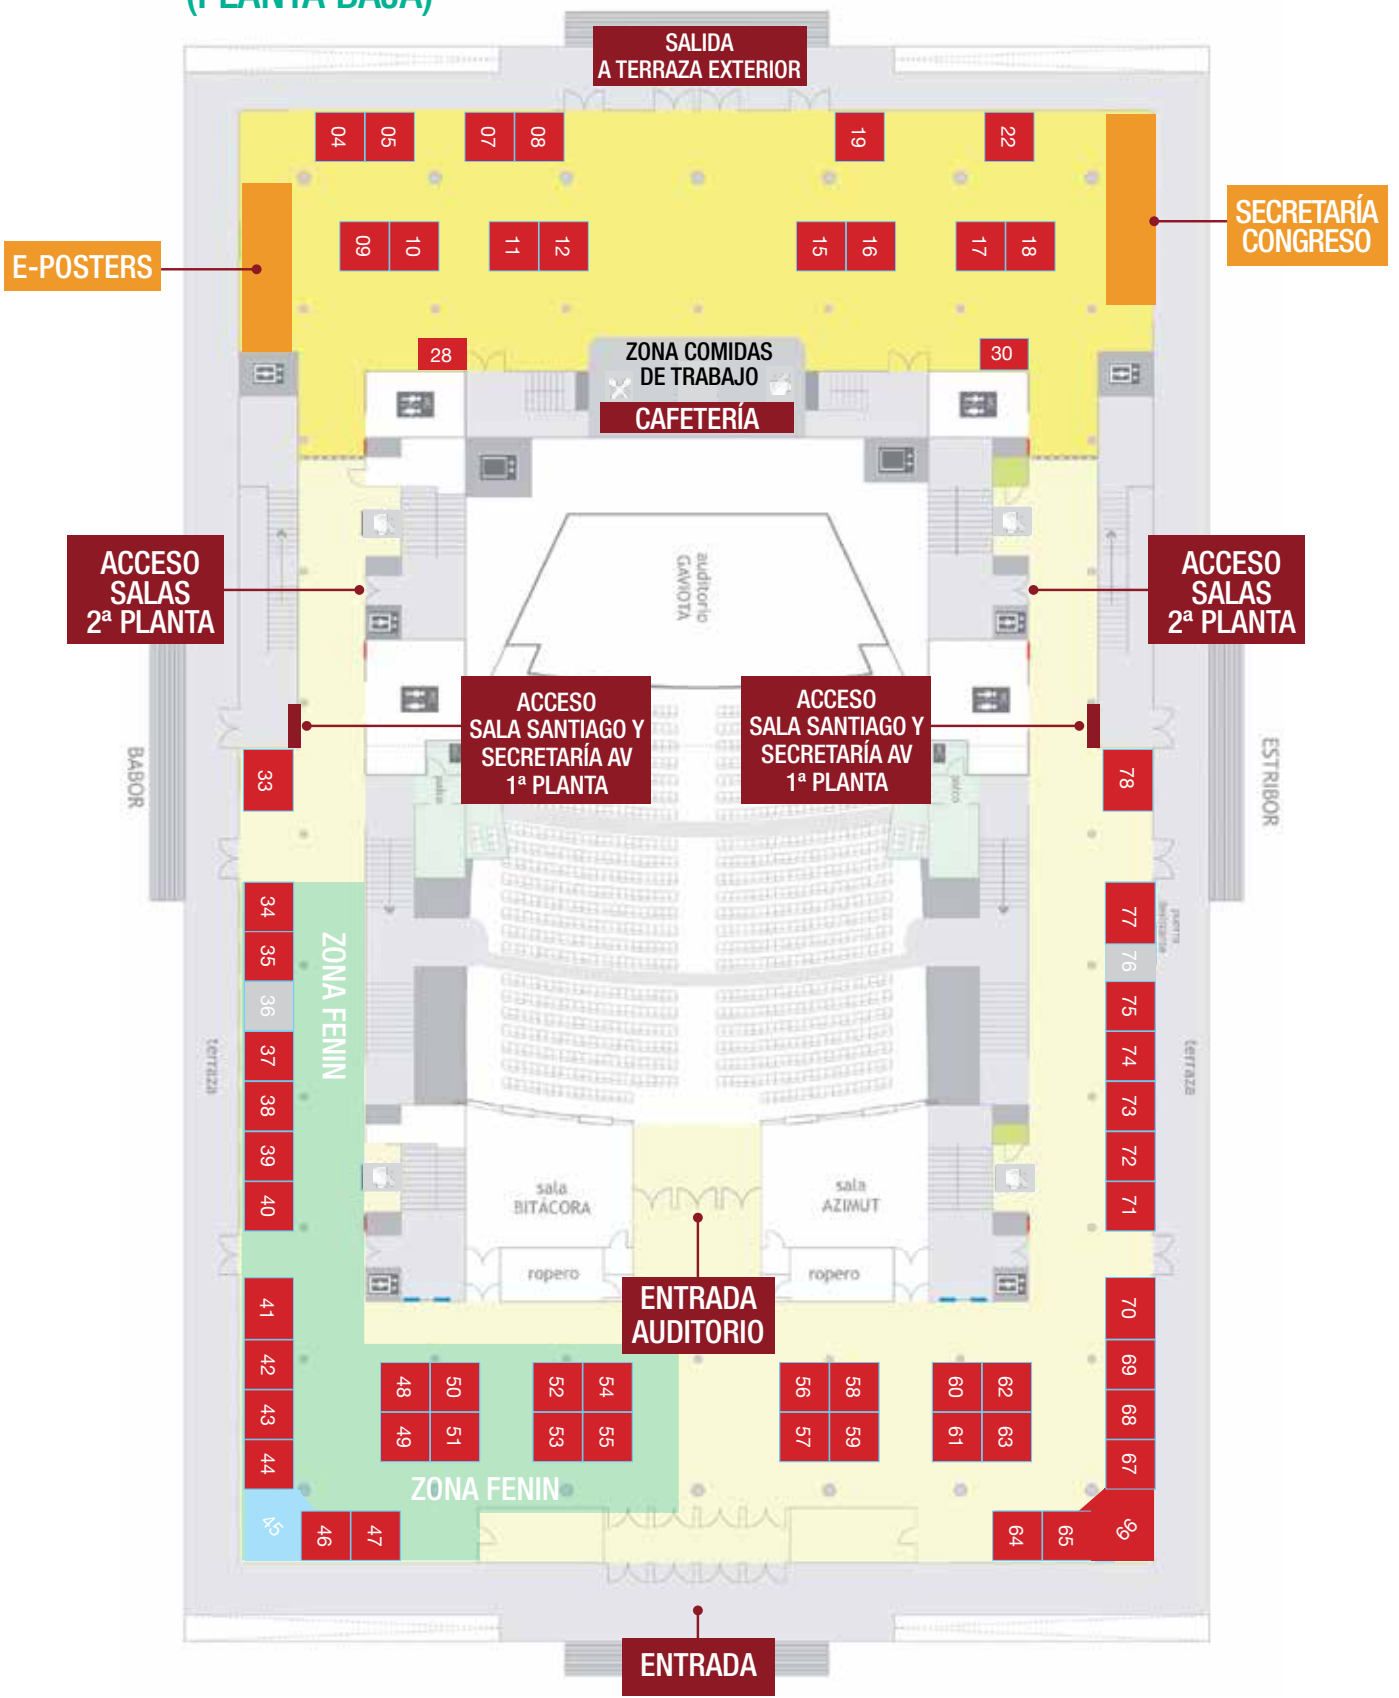 (PLANTA BAJA)
SALIDA
A TERRAZA EXTERIOR
04
05
07
08
19
22
SECRETARÍA
CONGRESO
E-POSTERS
09
10
11
12
15
16
17
18
28
ZONA COMIDAS
DE TRABAJO
CAFETERÍA
30
ACCESO
SALAS
2ª PLANTA
auditorio
GAVIOTA
ACCESO
SALAS
2ª PLANTA
ACCESO
SALA SANTIAGO Y
SECRETARÍA AV
1ª PLANTA
ACCESO
SALA SANTIAGO Y
SECRETARÍA AV
1ª PLANTA
BABOR
ESTRIBOR
33
palco
palco
78
34
35
36
37
38
39
40
ZONA FENIN
terraza
77
76
75
74
73
72
71
terraza
sala
BITÁCORA
sala
AZIMUT
ropero
ropero
ENTRADA
AUDITORIO
41
42
43
44
45
46
47
48
50
49
51
52
54
53
55
ZONA FENIN
56
58
57
59
60
62
61
63
70
69
68
67
66
65
64
ENTRADA